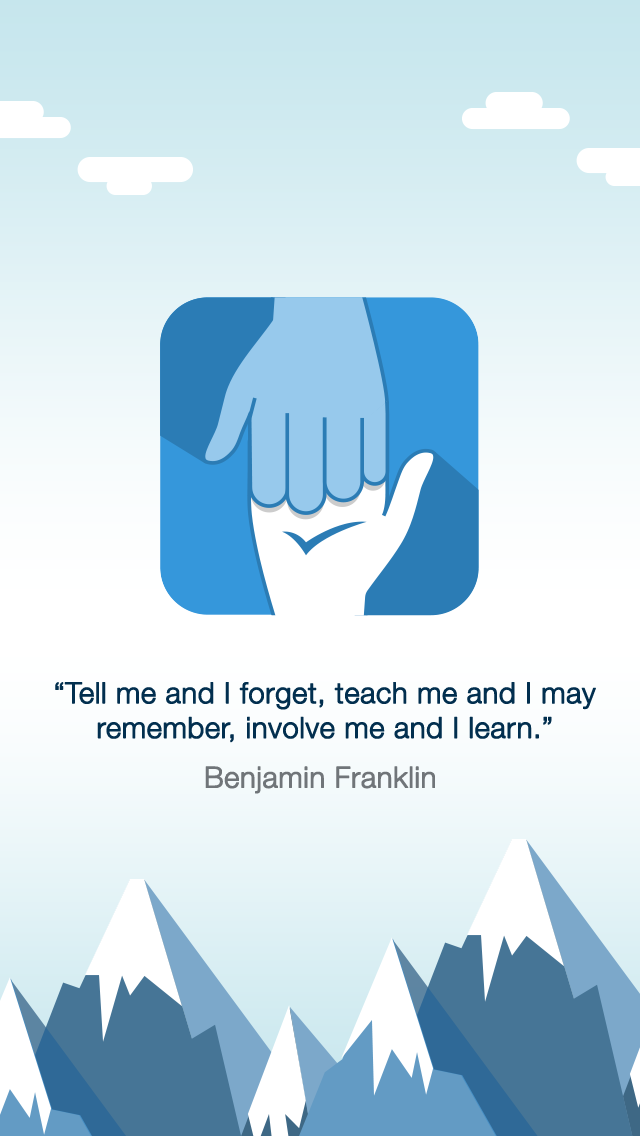 “Tell me and I forget, teach me and I may
remember, involve me and I learn.”
Benjamin Franklin